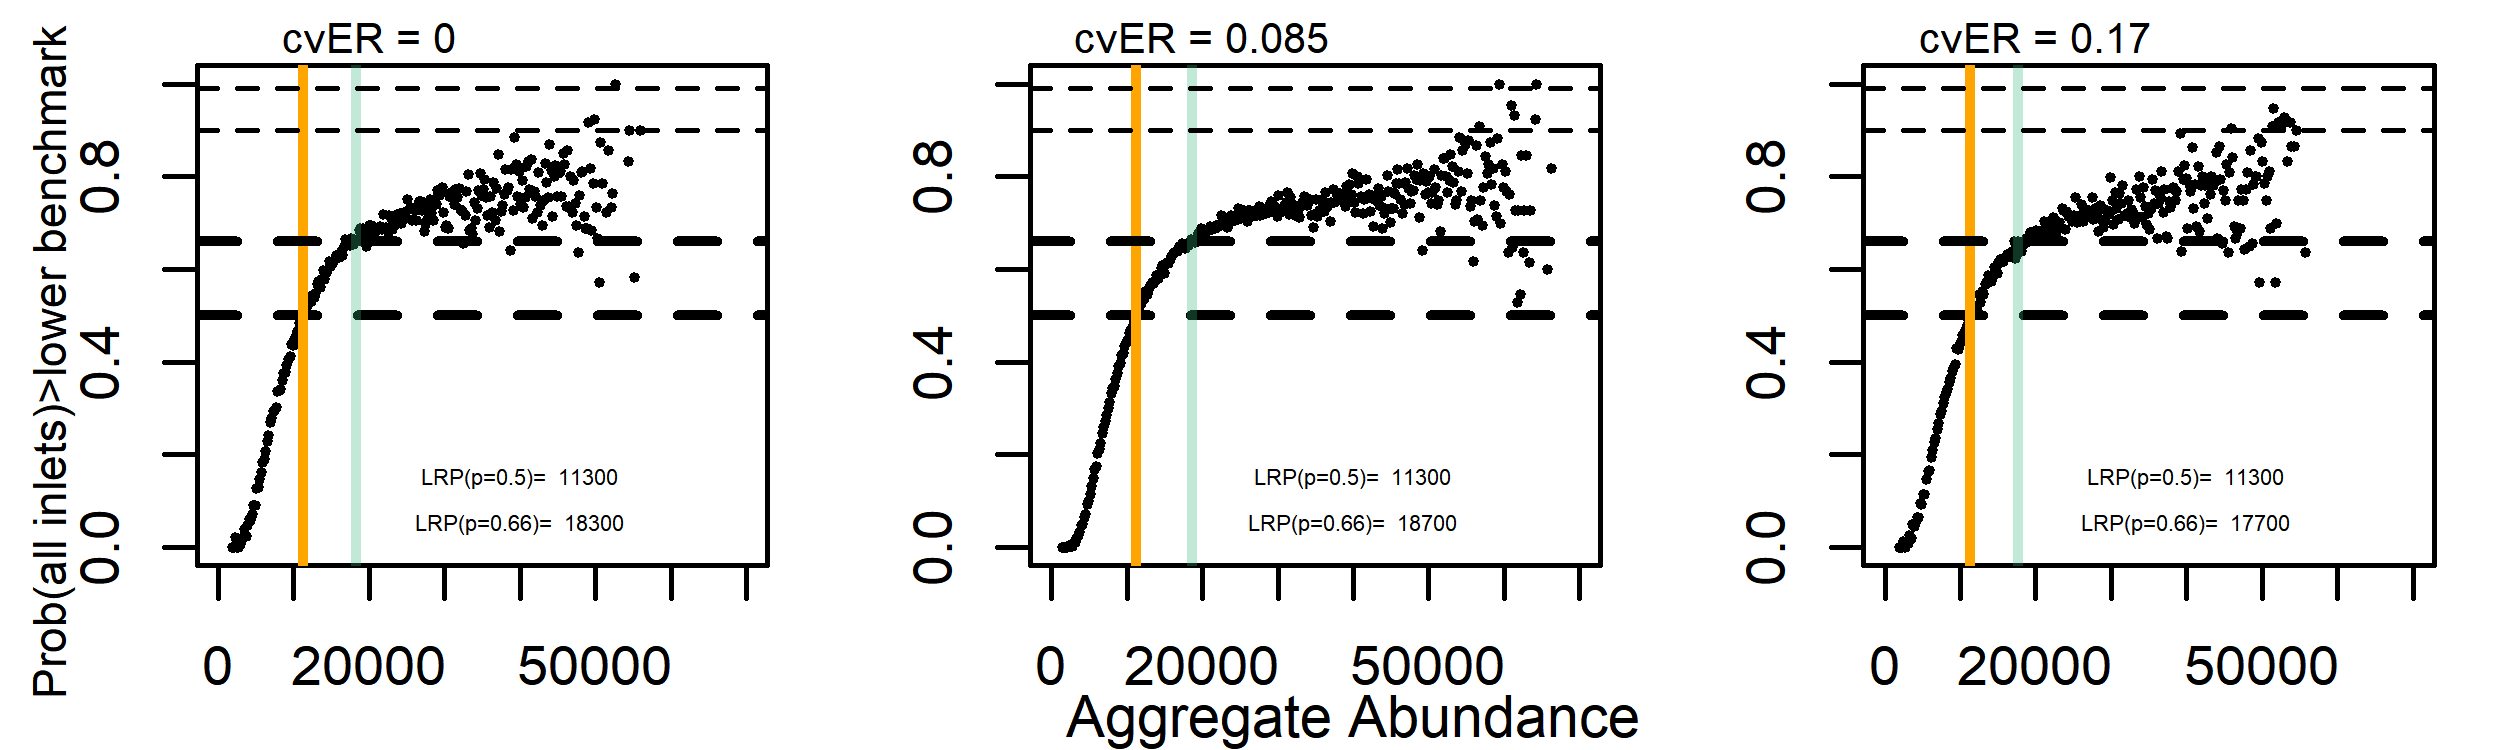 Prob(all inlets)>lower benchmark
cvER = 0
0.8
0.4
0.0
LRP(p=0.5)= 11300
LRP(p=0.66)= 18300
0 20000 50000
cvER = 0.085
0.8
0.4
0.0
LRP(p=0.5)= 11300
LRP(p=0.66)= 18700
0 20000 50000
cvER = 0.17
0.8
0.4
0.0
LRP(p=0.5)= 11300
LRP(p=0.66)= 17700
0 20000 50000
Aggregate Abundance